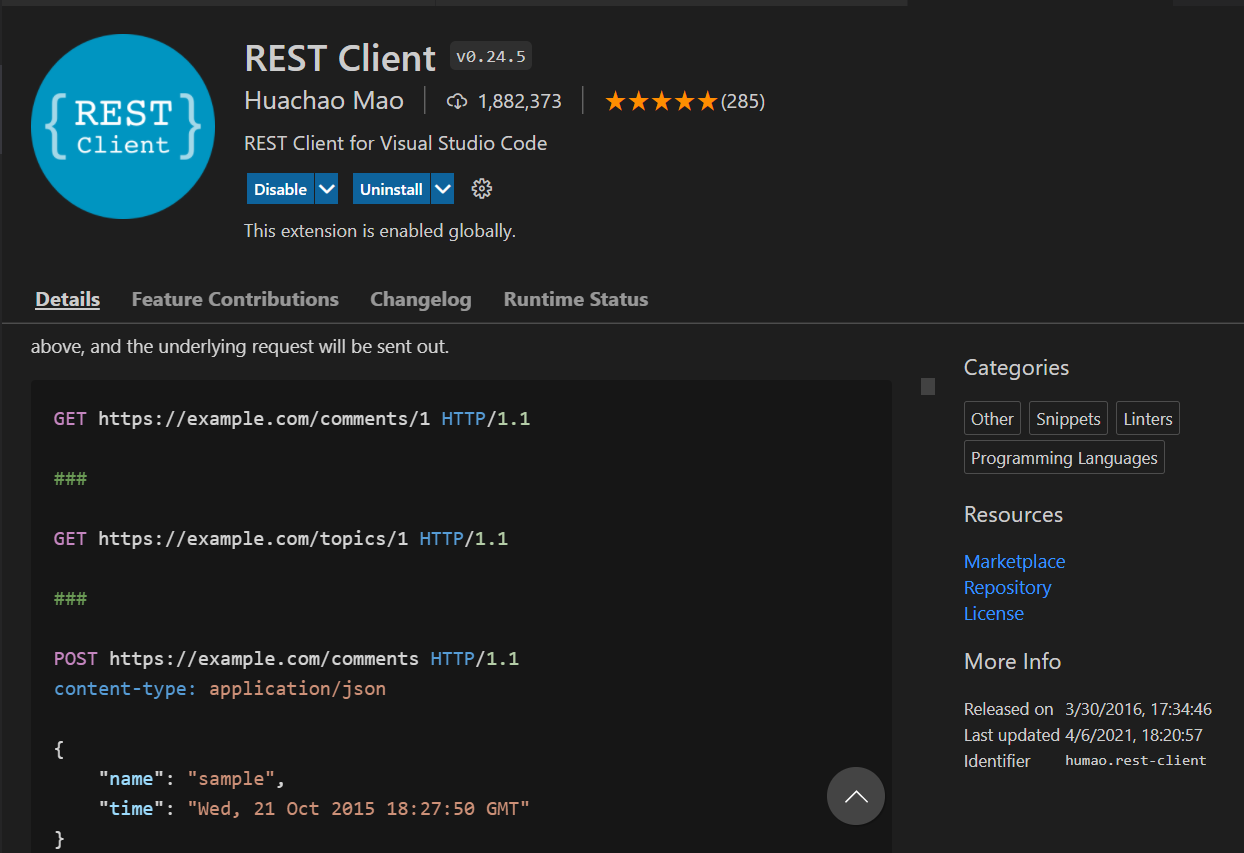 { REST
Client }
REST Client v0.24.5
Huachao Mao 1,882,373 (285)
REST Client for Visual Studio Code
Disable Uninstall
This extension is enabled globally.
Details Feature Contributions Changelog Runtime Status
above, and the underlying request will be sent out.
GET https://example.com/comments/1 HTTP/1.1
###
GET https://example.com/topics/1 HTTP/1.1
###
POST https://example.com/comments HTTP/1.1
content-type: application/json
{
    "name": "sample",
    "time": "Wed, 21 Oct 2015 18:27:50 GMT"
}
Categories
Other Snippets Linters
Programming Languages
Resources
Marketplace
Repository
License
More Info
Released on 3/30/2016, 17:34:46
Last updated 4/6/2021, 18:20:57
Identifier humao.rest-client